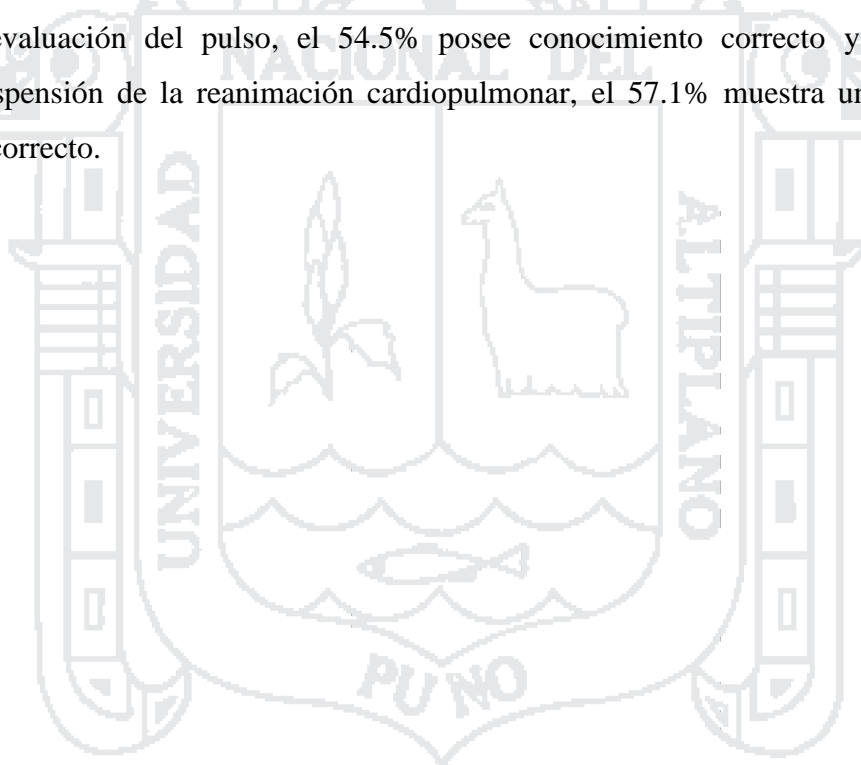 evaluación del pulso, el 54.5% posee conocimiento correcto y
spensión de la reanimación cardiopulmonar, el 57.1% muestra un
correcto.
NACIONAL DEL
UNIVERSIDAD
ALTIPLANO
PUNO